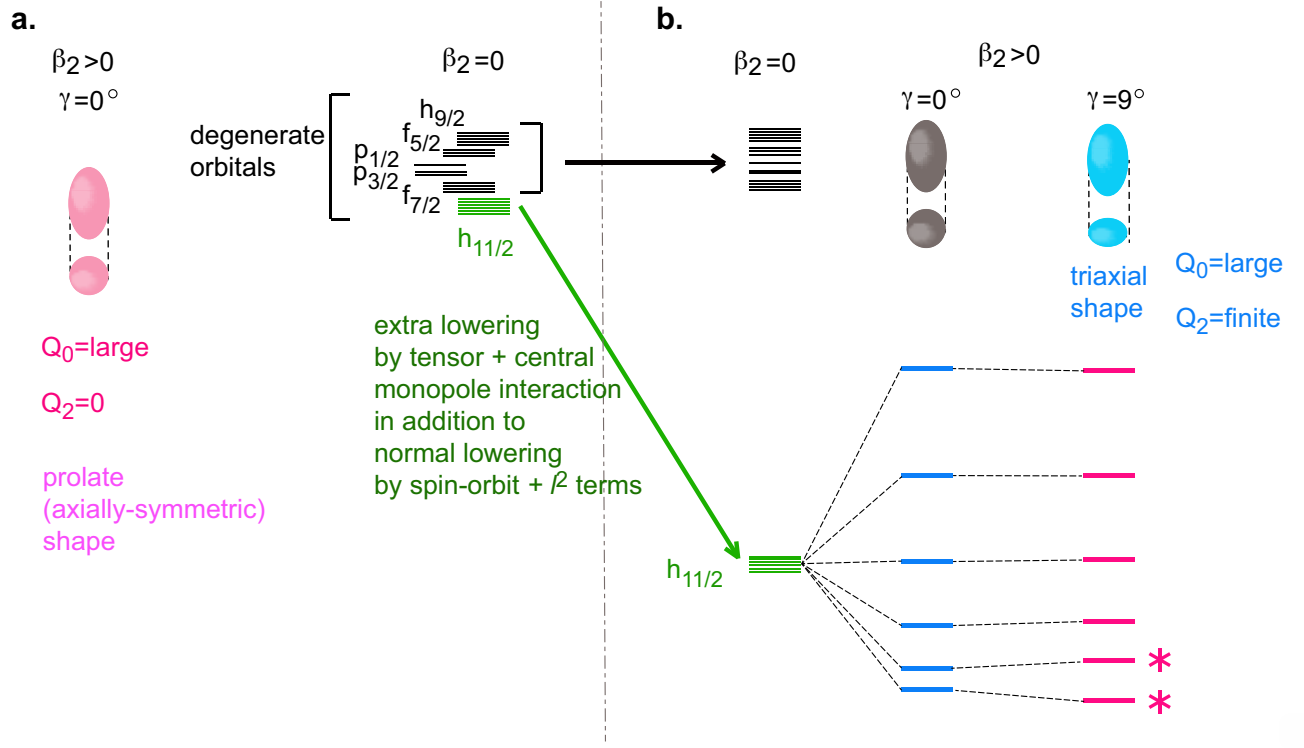 a.
β2>0
γ=0°
β2=0
degenerate
orbitals
h9/2
f5/2
p1/2
p3/2
f7/2
h11/2
Q0=large
Q2=0
prolate
(axially-symmetric)
shape
extra lowering
by tensor + central
monopole interaction
in addition to
normal lowering
by spin-orbit + l2 terms
b.
β2=0
β2>0
γ=0°
γ=9°
triaxial
shape
Q0=large
Q2=finite
h11/2
*
*